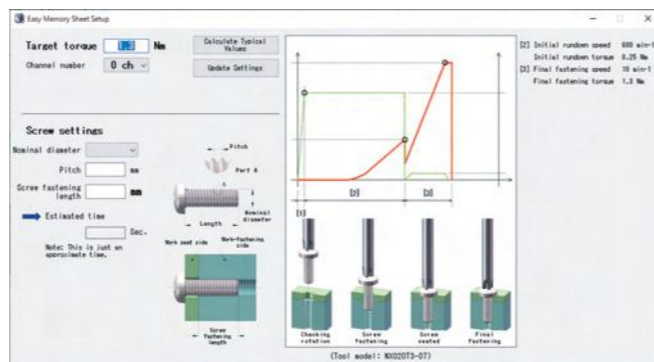 Easy Memory Sheet Setup
Target torque 1.3 Nm
Channel number 0 ch
Calculate Typical
Values
Update Settings
Screw settings
Nominal diameter
Pitch mm
Screw fastening
length mm
Estimated time
Sec.
Note: This is just an
approximate time.
Pitch
Part A
Length
Nominal
diameter
Work seat side
Work-fastening
side
Screw
fastening
length
[1]
[2]
[3]
Checking
rotation
Screw
fastening
Screw
seated
Final
fastening
(Tool model: NX020T3-07)
[2] Initial rundown speed 600 min-1
Initial rundown torque 0.25 Nm
[3] Final fastening speed 10 min-1
Final fastening torque 1.3 Nm